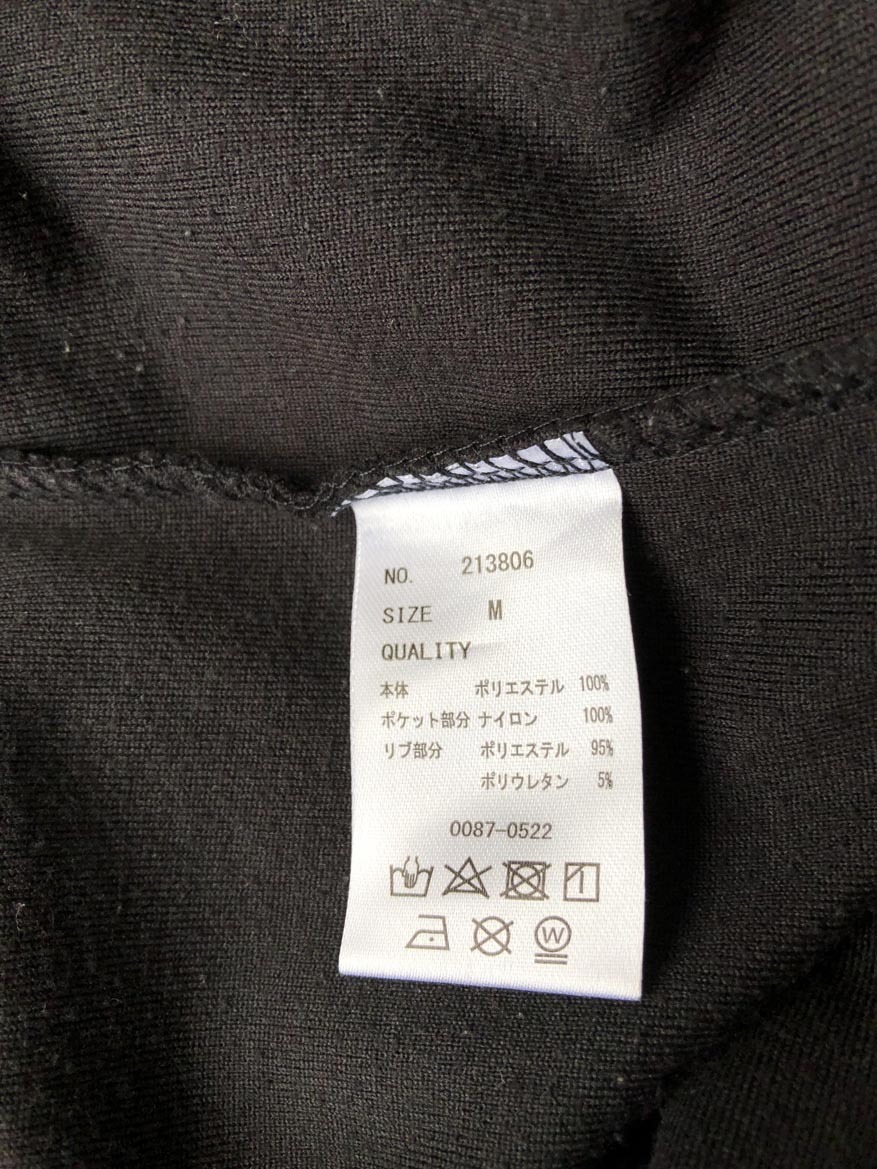 NO. 213806
SIZE M
QUALITY
本体 ポリエステル 100%
ポケット部分 ナイロン 100%
リブ部分 ポリエステル 95%
ポリウレタン 5%
0087-0522
W